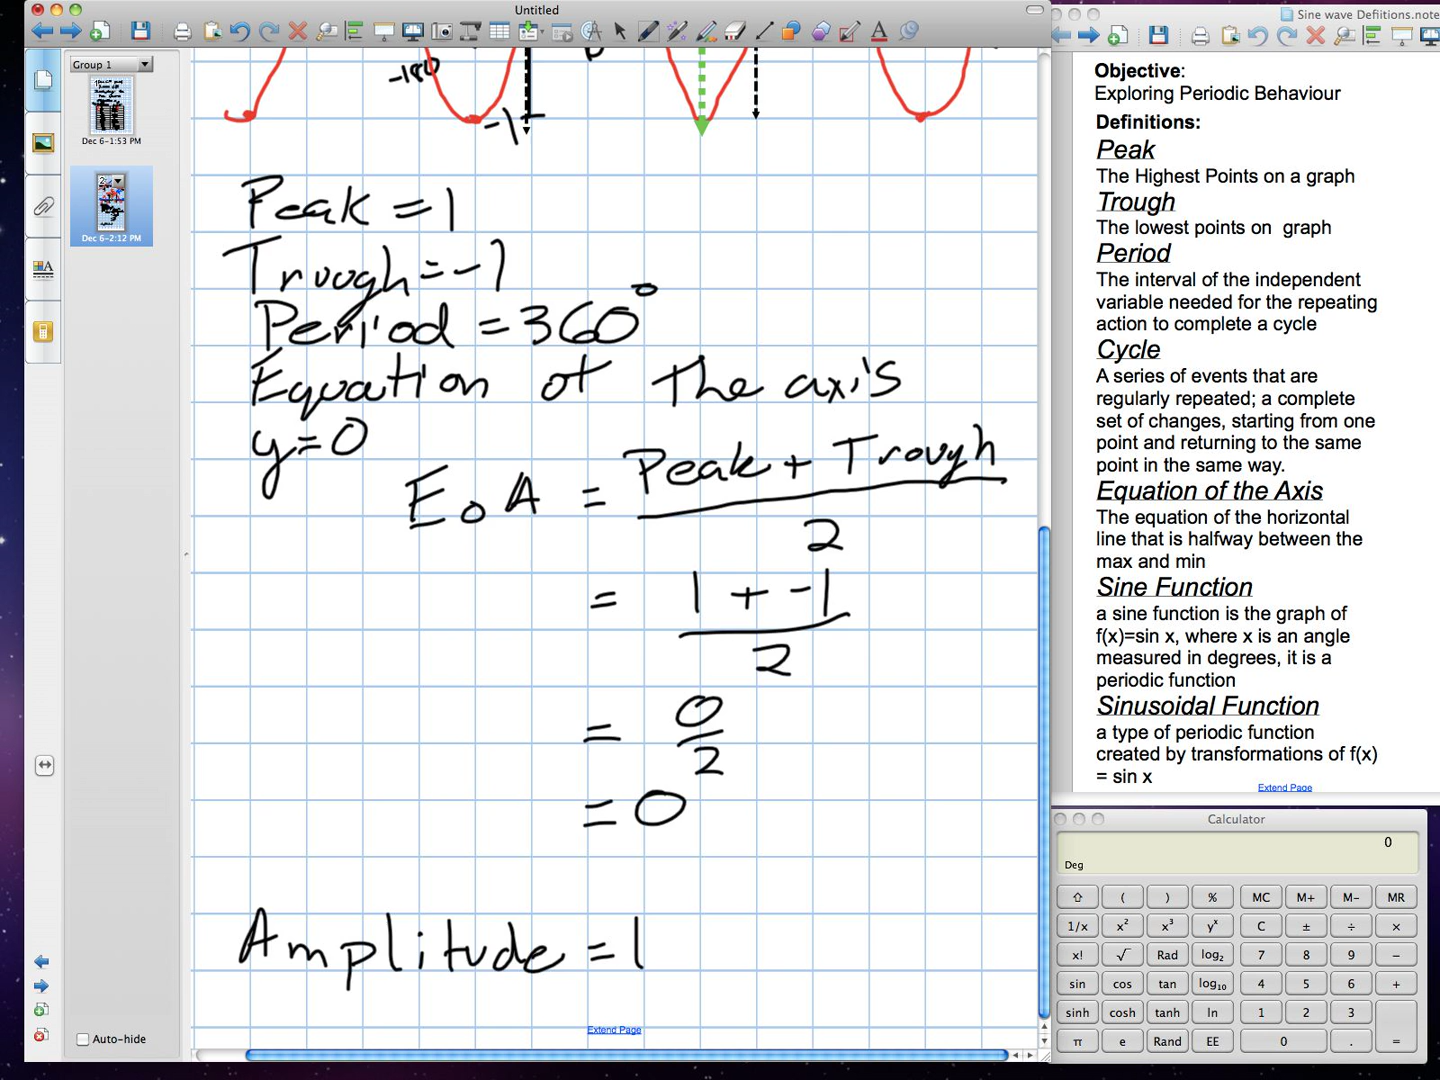 Untitled
Group 1
Dec 6-1:53 PM
2
Dec 6-2:12 PM
Auto-hide
-180
-1
Peak = 1
Trough = -1
Period = 360°
Equation of the axis
y = 0
EoA = Peak + Trough
2
= 1 + -1
2
= 0
2
= 0
Amplitude = 1
Extend Page
Sine wave Defiitions.note
Objective:
Exploring Periodic Behaviour
Definitions:
Peak
The Highest Points on a graph
Trough
The lowest points on graph
Period
The interval of the independent
variable needed for the repeating
action to complete a cycle
Cycle
A series of events that are
regularly repeated; a complete
set of changes, starting from one
point and returning to the same
point in the same way.
Equation of the Axis
The equation of the horizontal
line that is halfway between the
max and min
Sine Function
a sine function is the graph of
f(x)=sin x, where x is an angle
measured in degrees, it is a
periodic function
Sinusoidal Function
a type of periodic function
created by transformations of f(x)
= sin x
Extend Page
Calculator
0
Deg
⇧ ( ) % MC M+ M- MR
1/x x² x³ yˣ C ± ÷ ×
x! √ Rad log₂ 7 8 9 −
sin cos tan log₁₀ 4 5 6 +
sinh cosh tanh ln 1 2 3
π e Rand EE 0 . =